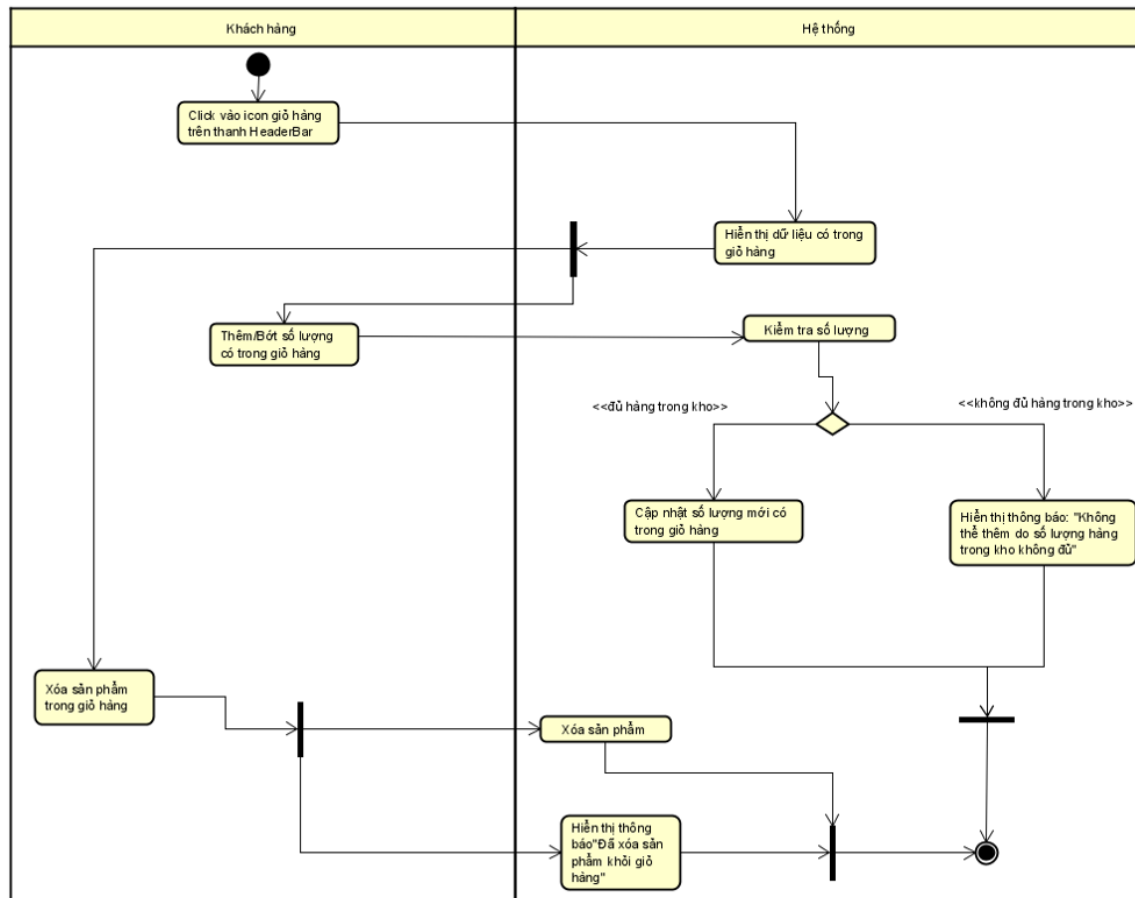 Khách hàng
Hệ thống
Click vào icon giỏ hàng
trên thanh HeaderBar
Hiển thị dữ liệu có trong
giỏ hàng
Thêm/Bớt số lượng
có trong giỏ hàng
Kiểm tra số lượng
<<đủ hàng trong kho>>
<<không đủ hàng trong kho>>
Cập nhật số lượng mới có
trong giỏ hàng
Hiển thị thông báo: "Không
thể thêm do số lượng hàng
trong kho không đủ"
Xóa sản phẩm
trong giỏ hàng
Xóa sản phẩm
Hiển thị thông
báo"Đã xóa sản
phẩm khỏi giỏ
hàng"